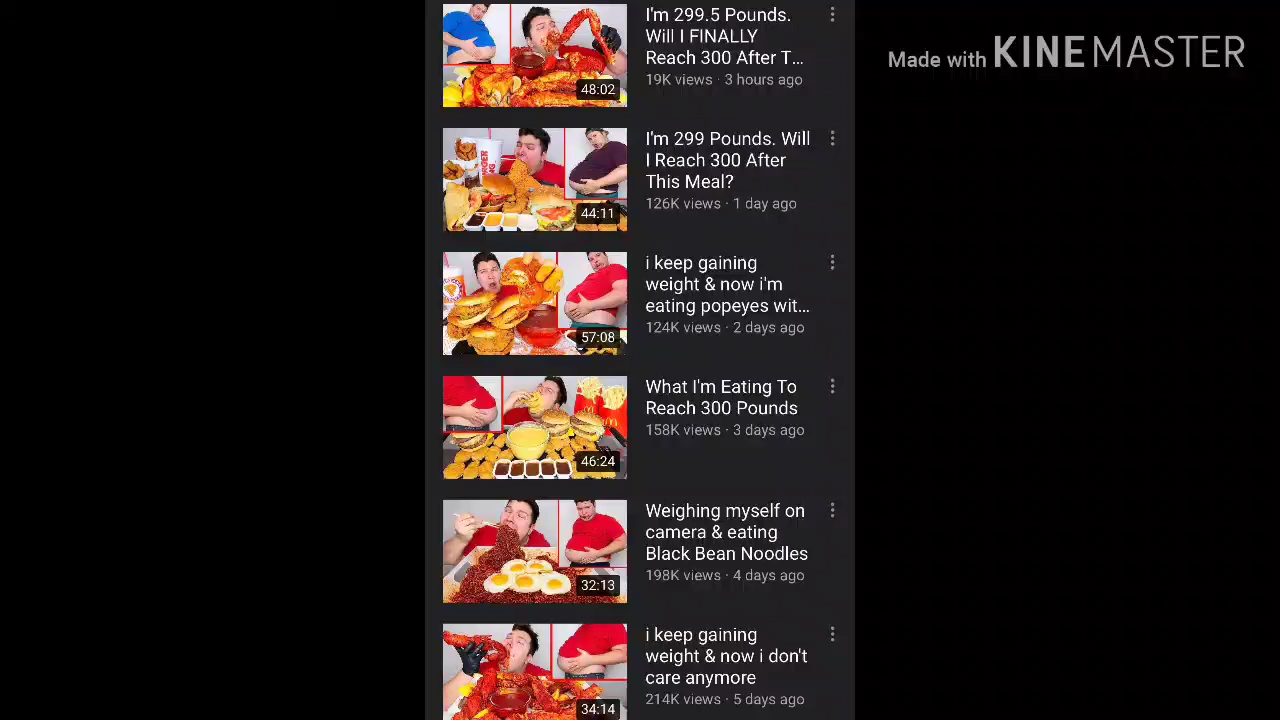 Made with KINEMASTER
I'm 299.5 Pounds.
Will I FINALLY
Reach 300 After T...
19K views · 3 hours ago
48:02
I'm 299 Pounds. Will
I Reach 300 After
This Meal?
126K views · 1 day ago
44:11
i keep gaining
weight & now i'm
eating popeyes wit...
124K views · 2 days ago
57:08
What I'm Eating To
Reach 300 Pounds
158K views · 3 days ago
46:24
Weighing myself on
camera & eating
Black Bean Noodles
198K views · 4 days ago
32:13
i keep gaining
weight & now i don't
care anymore
214K views · 5 days ago
34:14